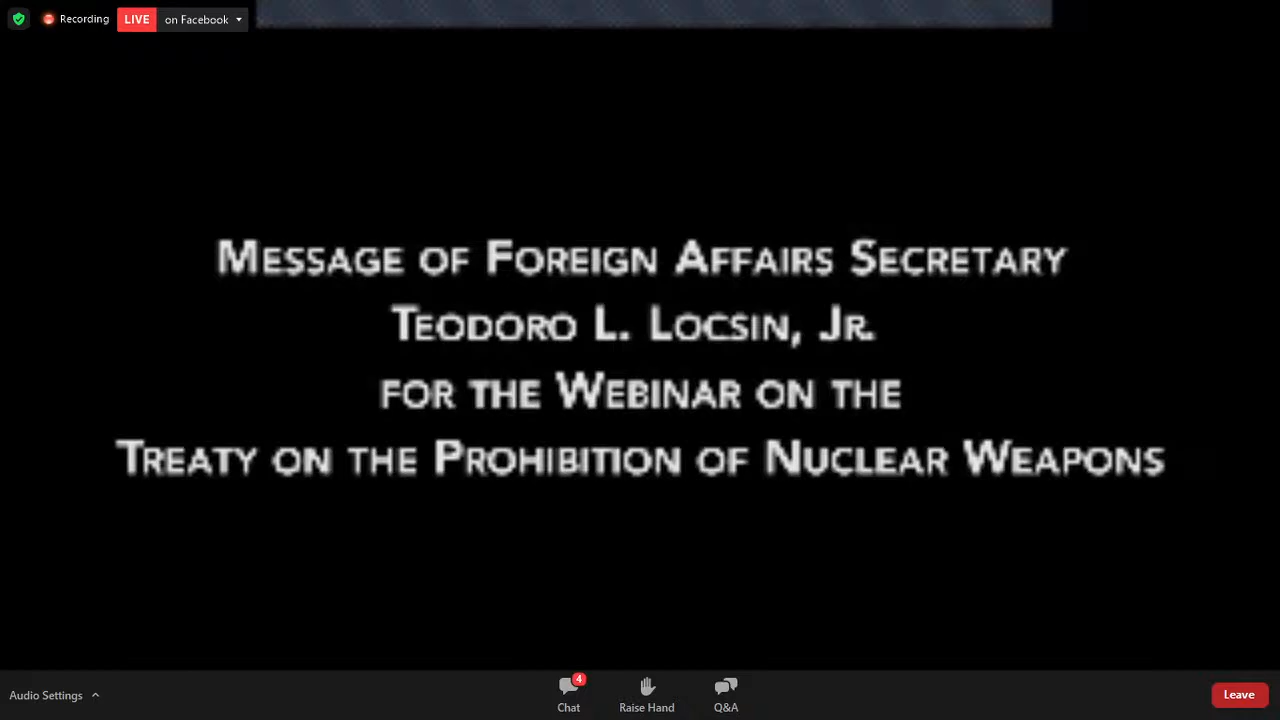 Recording LIVE on Facebook
Message of Foreign Affairs Secretary
Teodoro L. Locsin, Jr.
for the Webinar on the
Treaty on the Prohibition of Nuclear Weapons
4
Audio Settings Chat Raise Hand Q&A Leave